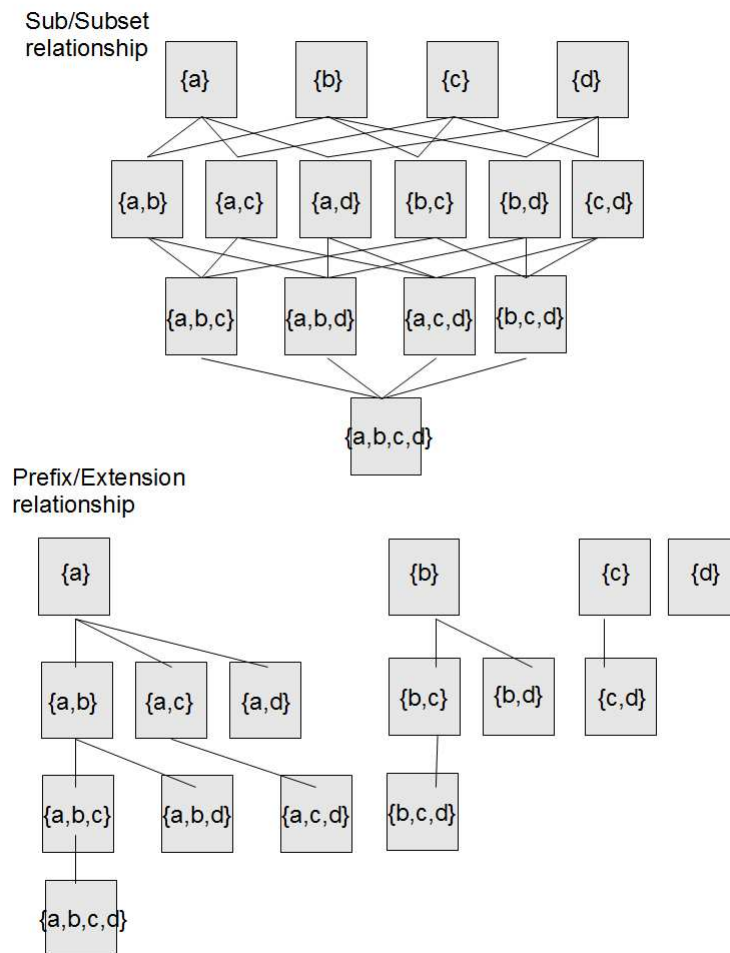 Sub/Subset
relationship
{a} {b} {c} {d}
{a,b} {a,c} {a,d} {b,c} {b,d} {c,d}
{a,b,c} {a,b,d} {a,c,d} {b,c,d}
{a,b,c,d}
Prefix/Extension
relationship
{a} {b} {c} {d}
{a,b} {a,c} {a,d} {b,c} {b,d} {c,d}
{a,b,c} {a,b,d} {a,c,d} {b,c,d}
{a,b,c,d}